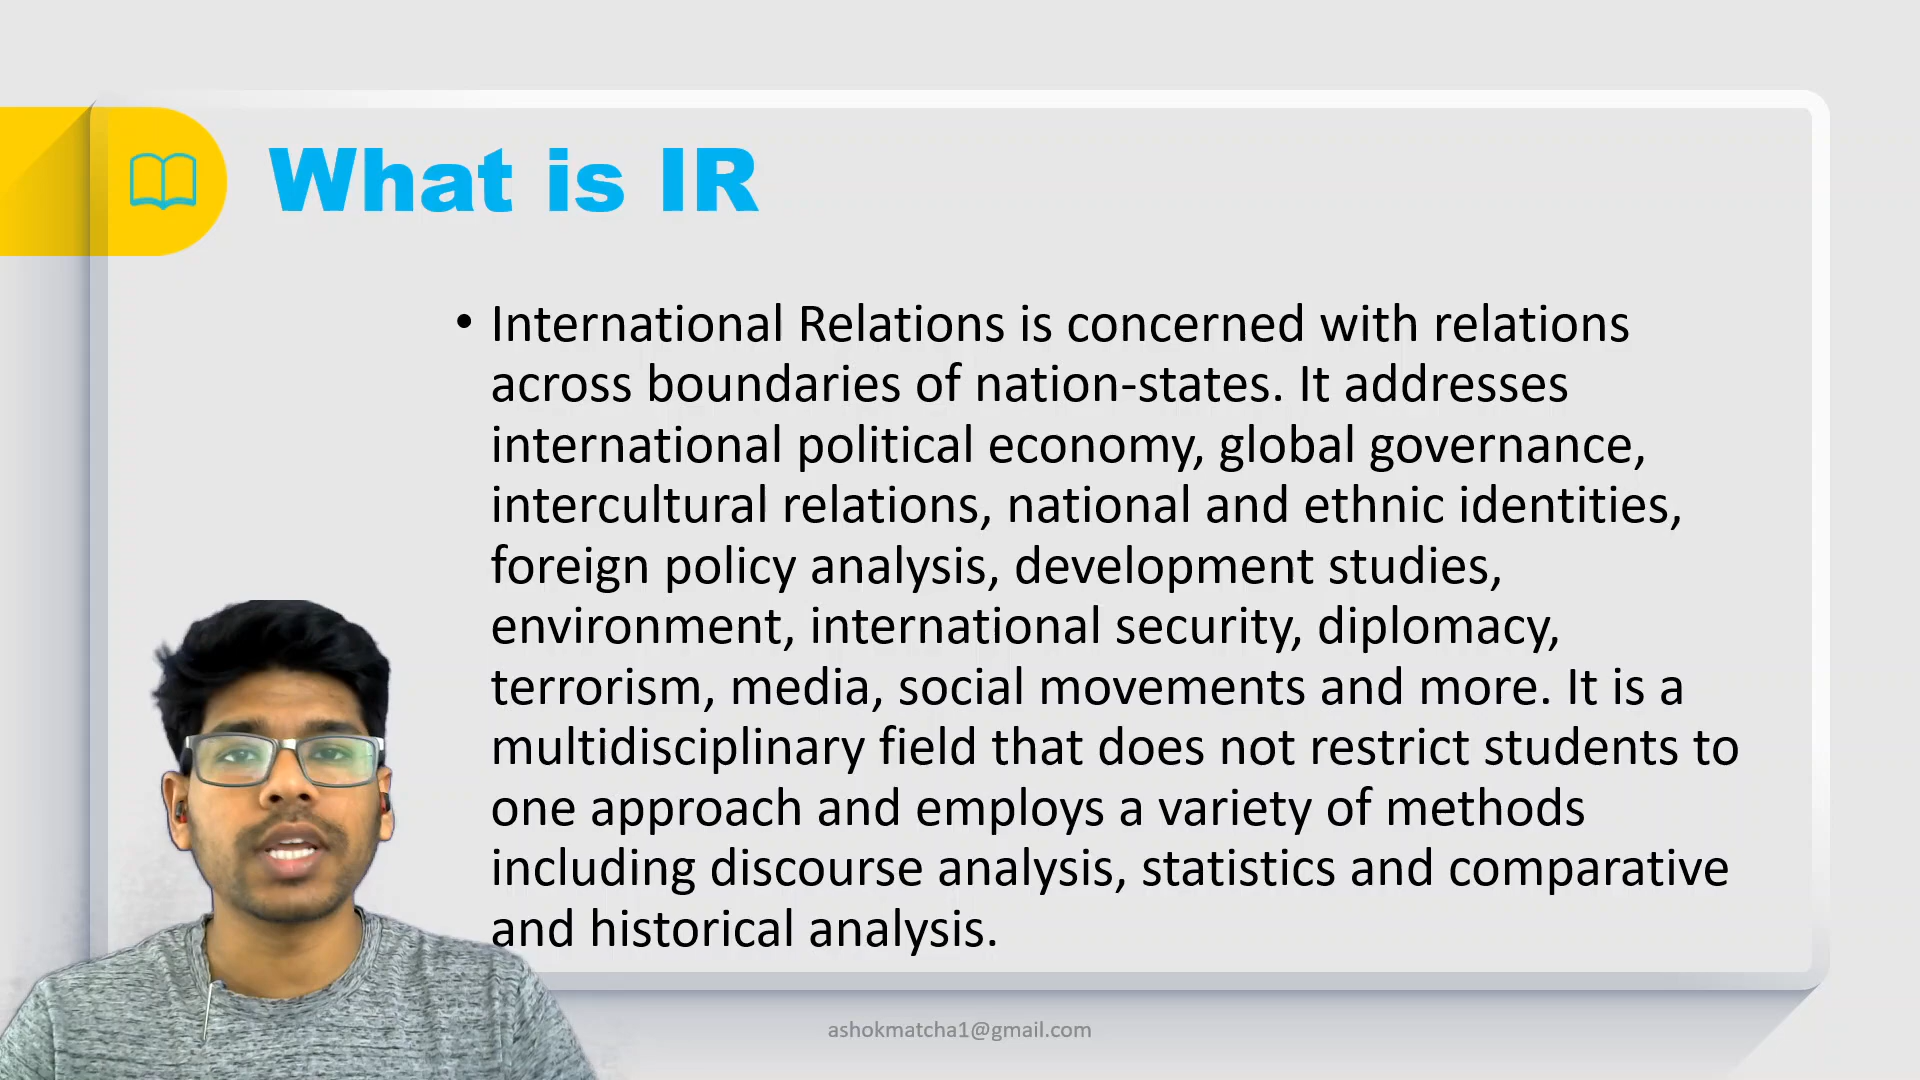 What is IR
• International Relations is concerned with relations
across boundaries of nation-states. It addresses
international political economy, global governance,
intercultural relations, national and ethnic identities,
foreign policy analysis, development studies,
environment, international security, diplomacy,
terrorism, media, social movements and more. It is a
multidisciplinary field that does not restrict students to
one approach and employs a variety of methods
including discourse analysis, statistics and comparative
and historical analysis.
ashokmatcha1@gmail.com